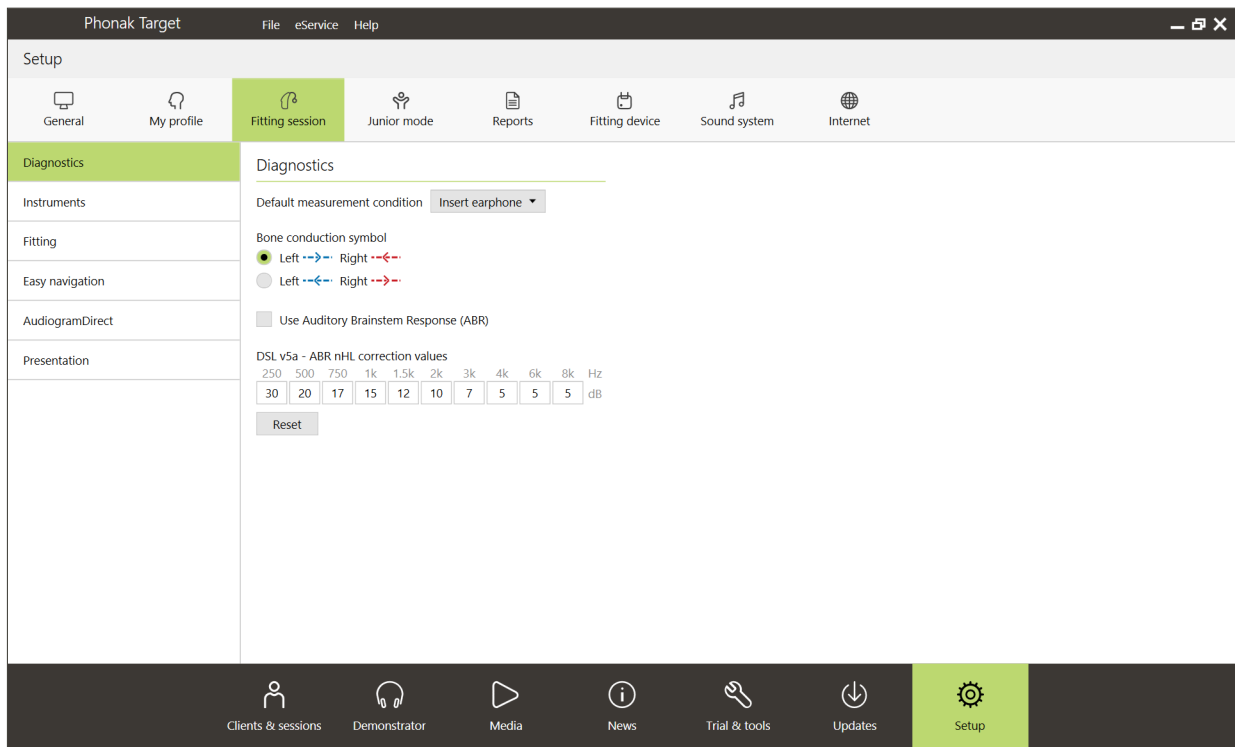 Phonak Target File eService Help
Setup
General My profile Fitting session Junior mode Reports Fitting device Sound system Internet
Diagnostics
Instruments
Fitting
Easy navigation
AudiogramDirect
Presentation
Diagnostics
Default measurement condition Insert earphone
Bone conduction symbol
Left Right
Left Right
Use Auditory Brainstem Response (ABR)
DSL v5a - ABR nHL correction values
250 500 750 1k 1.5k 2k 3k 4k 6k 8k Hz
30 20 17 15 12 10 7 5 5 5 dB
Reset
Clients & sessions Demonstrator Media News Trial & tools Updates Setup